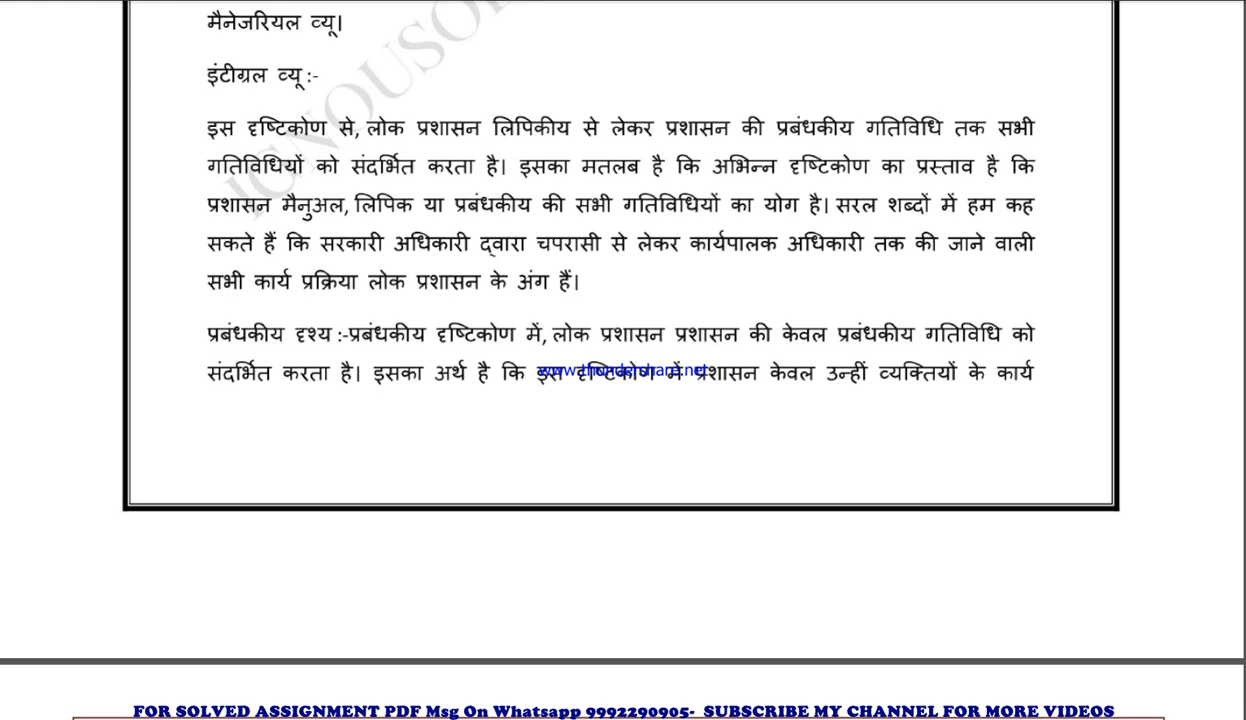 मैनेजरियल व्यू।
इंटीग्रल व्यू:-
इस दृष्टिकोण से, लोक प्रशासन लिपिकीय से लेकर प्रशासन की प्रबंधकीय गतिविधि तक सभी
गतिविधियों को संदर्भित करता है। इसका मतलब है कि अभिन्न दृष्टिकोण का प्रस्ताव है कि
प्रशासन मैनुअल, लिपिक या प्रबंधकीय की सभी गतिविधियों का योग है। सरल शब्दों में हम कह
सकते हैं कि सरकारी अधिकारी द्वारा चपरासी से लेकर कार्यपालक अधिकारी तक की जाने वाली
सभी कार्य प्रक्रिया लोक प्रशासन के अंग हैं।
प्रबंधकीय दृश्य :-प्रबंधकीय दृष्टिकोण में, लोक प्रशासन प्रशासन की केवल प्रबंधकीय गतिविधि को
संदर्भित करता है। इसका अर्थ है कि इस दृष्टिकोण में प्रशासन केवल उन्हीं व्यक्तियों के कार्य
FOR SOLVED ASSIGNMENT PDF Msg On Whatsapp 9992290905- SUBSCRIBE MY CHANNEL FOR MORE VIDEOS